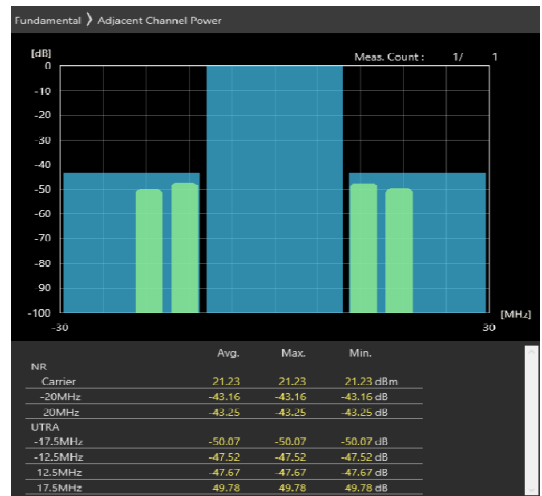 Fundamental 》 Adjacent Channel Power
[dB]
Meas. Count : 1/ 1
0
-10
-20
-30
-40
-50
-60
-70
-80
90
-100
[MHz]
-30 30
Avg. Max. Min.
NR
Carrier 21.23 21.23 21.23 dBm
-20MHz -43.16 -43.16 -43.16 dB
20MHz -43.25 -43.25 -43.25 dB
UTRA
-17.5MHz -50.07 -50.07 -50.07 dB
-12.5MHz -47.52 -47.52 -47.52 dB
12.5MHz -47.67 -47.67 -47.67 dB
17.5MHz 49.78 49.78 49.78 dB